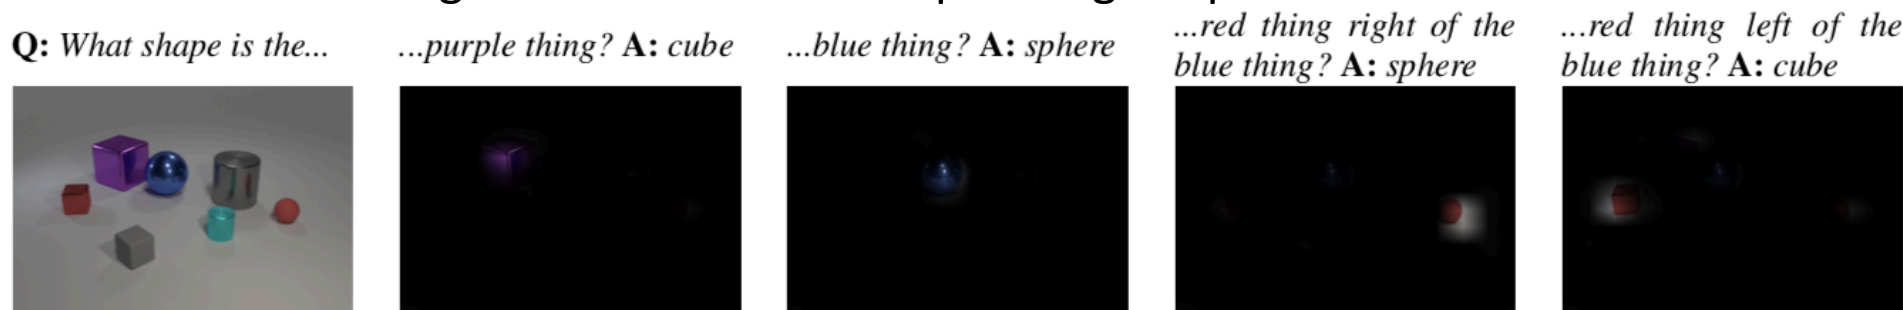 Q: What shape is the...
...purple thing? A: cube
...blue thing? A: sphere
...red thing right of the
blue thing? A: sphere
...red thing left of the
blue thing? A: cube